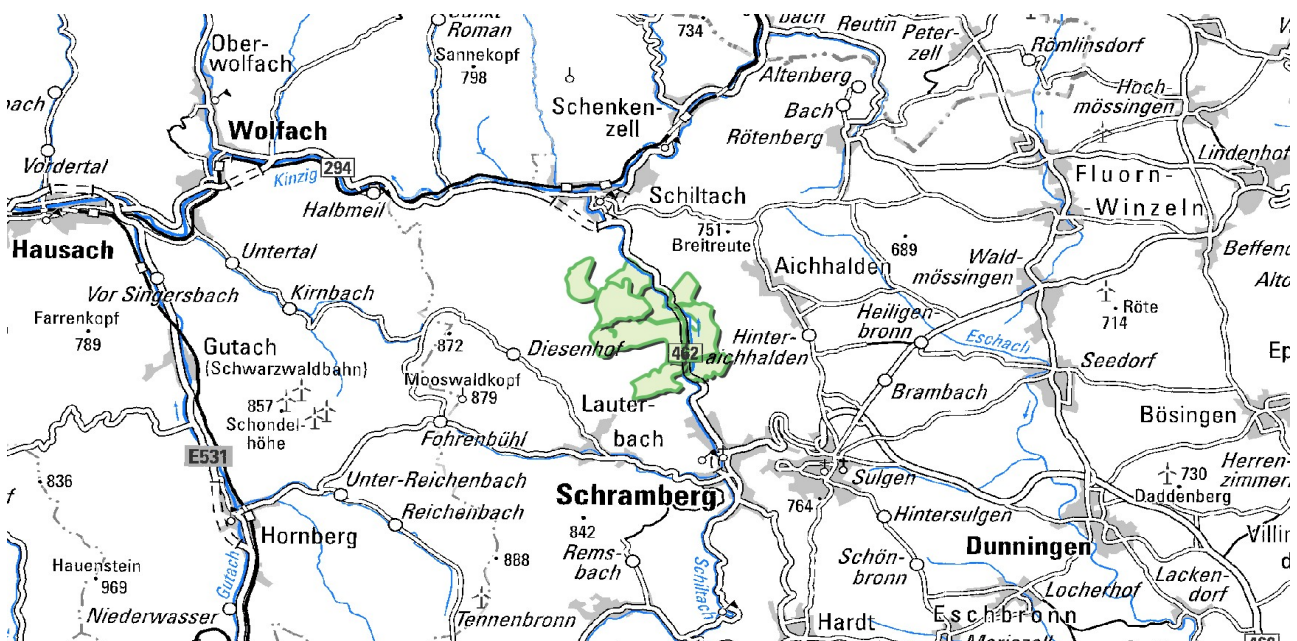 Roman
734
bach
Reutin
Peter-
zell
Römlinsdorf
Ober-
wolfach
Sannekopf
798
Altenberg
Hoch-
mössingen
bach
Schenken-
zell
Bach
Wolfach
Rötenberg
Vordertal
294
Kinzig
Lindenhof
Halbmeil
Schiltach
Fluorn-
-Winzeln
751
Breitreute
689
Hausach
Untertal
Aichhalden
Wald-
mössingen
Beffend
Vor Singersbach
Kirnbach
Alto
Farrenkopf
789
Heiligen-
bronn
Röte
714
872
Diesenhof
Hinter-
aichhalden
462
Eschach
Seedorf
Ep
Gutach
(Schwarzwaldbahn)
Mooswaldkopf
879
Brambach
857
Schondel-
höhe
Lauter-
bach
Bösingen
Fohrenbühl
E531
836
Unter-Reichenbach
Schramberg
Sulgen
730
Daddenberg
Herren-
zimmern
f
Reichenbach
764
Hintersulgen
842
Hornberg
Dunningen
Villin
d
Hauenstein
969
888
Rems-
bach
Schiltach
Schön-
bronn
Gutach
Locherhof
Lacken-
dorf
Niederwasser
Tennenbronn
Hardt
Eschbronn
Mariazell
462